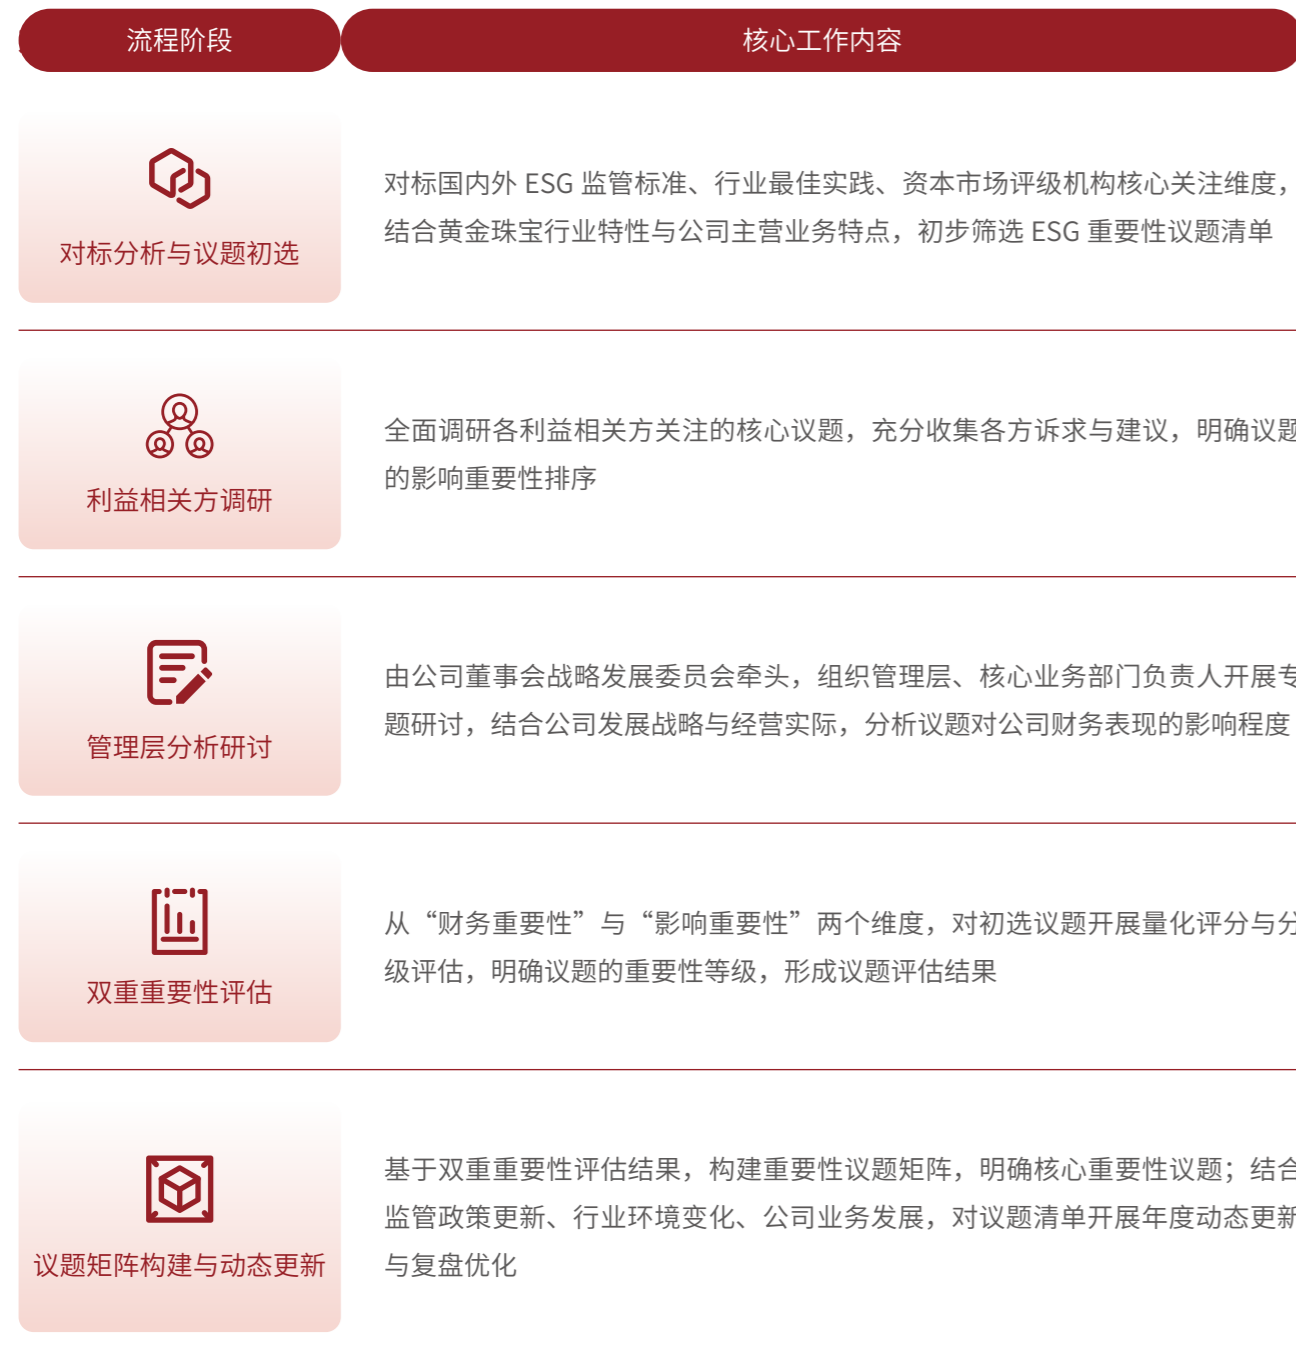 流程阶段
核心工作内容
对标分析与议题初选
对标国内外 ESG 监管标准、行业最佳实践、资本市场评级机构核心关注维度，
结合黄金珠宝行业特性与公司主营业务特点，初步筛选 ESG 重要性议题清单
利益相关方调研
全面调研各利益相关方关注的核心议题，充分收集各方诉求与建议，明确议题
的影响重要性排序
管理层分析研讨
由公司董事会战略发展委员会牵头，组织管理层、核心业务部门负责人开展专
题研讨，结合公司发展战略与经营实际，分析议题对公司财务表现的影响程度
双重重要性评估
从“财务重要性”与“影响重要性”两个维度，对初选议题开展量化评分与分
级评估，明确议题的重要性等级，形成议题评估结果
议题矩阵构建与动态更新
基于双重重要性评估结果，构建重要性议题矩阵，明确核心重要性议题；结合
监管政策更新、行业环境变化、公司业务发展，对议题清单开展年度动态更新
与复盘优化